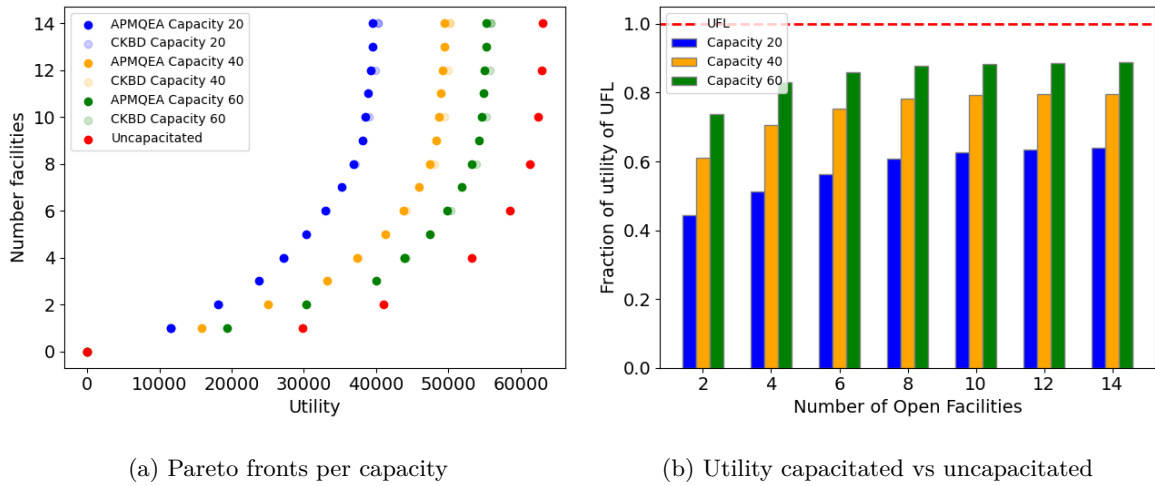 APMQEA Capacity 20
CKBD Capacity 20
APMQEA Capacity 40
CKBD Capacity 40
APMQEA Capacity 60
CKBD Capacity 60
Uncapacitated
14
12
10
8
6
4
2
0
Number facilities
0 10000 20000 30000 40000 50000 60000
Utility
(a) Pareto fronts per capacity
UFL
Capacity 20
Capacity 40
Capacity 60
1.0
0.8
0.6
0.4
0.2
0.0
Fraction of utility of UFL
2 4 6 8 10 12 14
Number of Open Facilities
(b) Utility capacitated vs uncapacitated